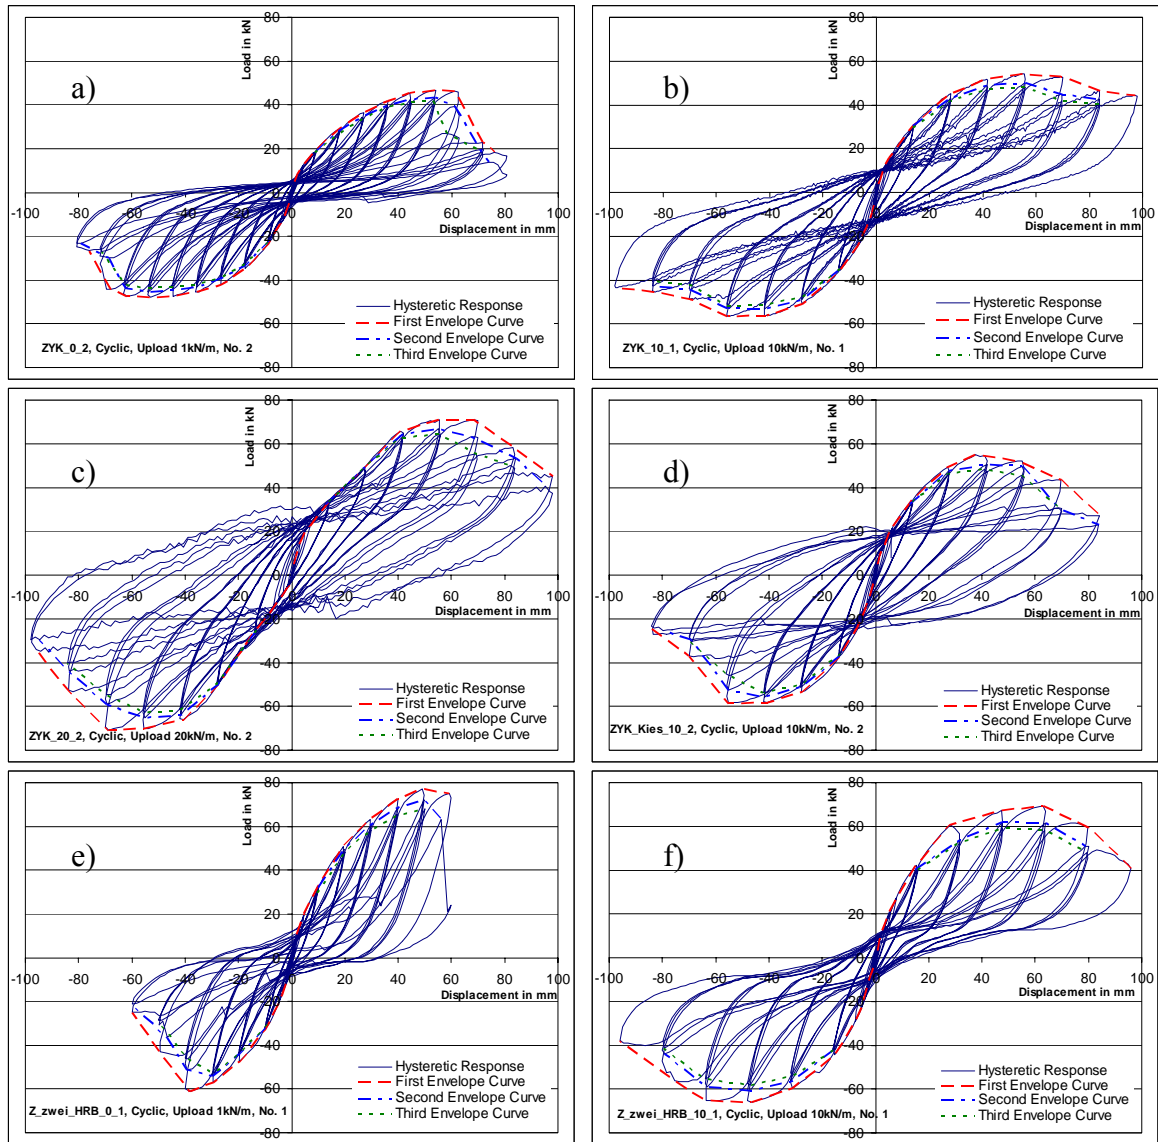 a)
Load in kN
80
60
40
20
0
-20
-40
-60
-80
-100 -80 -60 -40 -20 0 20 40 60 80 100
Displacement in mm
Hysteretic Response
First Envelope Curve
Second Envelope Curve
Third Envelope Curve
ZYK_0_2, Cyclic, Upload 1kN/m, No. 2
b)
Load in kN
80
60
40
20
0
-20
-40
-60
-80
-100 -80 -60 -40 -20 0 20 40 60 80 100
Displacement in mm
Hysteretic Response
First Envelope Curve
Second Envelope Curve
Third Envelope Curve
ZYK_10_1, Cyclic, Upload 10kN/m, No. 1
c)
Load in kN
80
60
40
20
0
-20
-40
-60
-80
-100 -80 -60 -40 -20 0 20 40 60 80 100
Displacement in mm
Hysteretic Response
First Envelope Curve
Second Envelope Curve
Third Envelope Curve
ZYK_20_2, Cyclic, Upload 20kN/m, No. 2
d)
Load in kN
80
60
40
20
0
-20
-40
-60
-80
-100 -80 -60 -40 -20 0 20 40 60 80 100
Displacement in mm
Hysteretic Response
First Envelope Curve
Second Envelope Curve
Third Envelope Curve
ZYK_Kies_10_2, Cyclic, Upload 10kN/m, No. 2
e)
Load in kN
80
60
40
20
0
-20
-40
-60
-80
-100 -80 -60 -40 -20 0 20 40 60 80 100
Displacement in mm
Hysteretic Response
First Envelope Curve
Second Envelope Curve
Third Envelope Curve
Z_zwei_HRB_0_1, Cyclic, Upload 1kN/m, No. 1
f)
Load in kN
80
60
40
20
0
-20
-40
-60
-80
-100 -80 -60 -40 -20 0 20 40 60 80 100
Displacement in mm
Hysteretic Response
First Envelope Curve
Second Envelope Curve
Third Envelope Curve
Z_zwei_HRB_10_1, Cyclic, Upload 10kN/m, No. 1